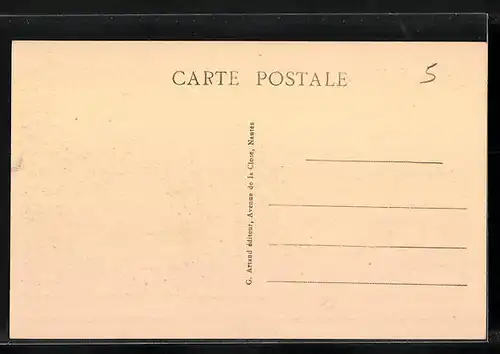 CARTE POSTALE
5
G. Artaud éditeur, Avenue de la Close, Nantes